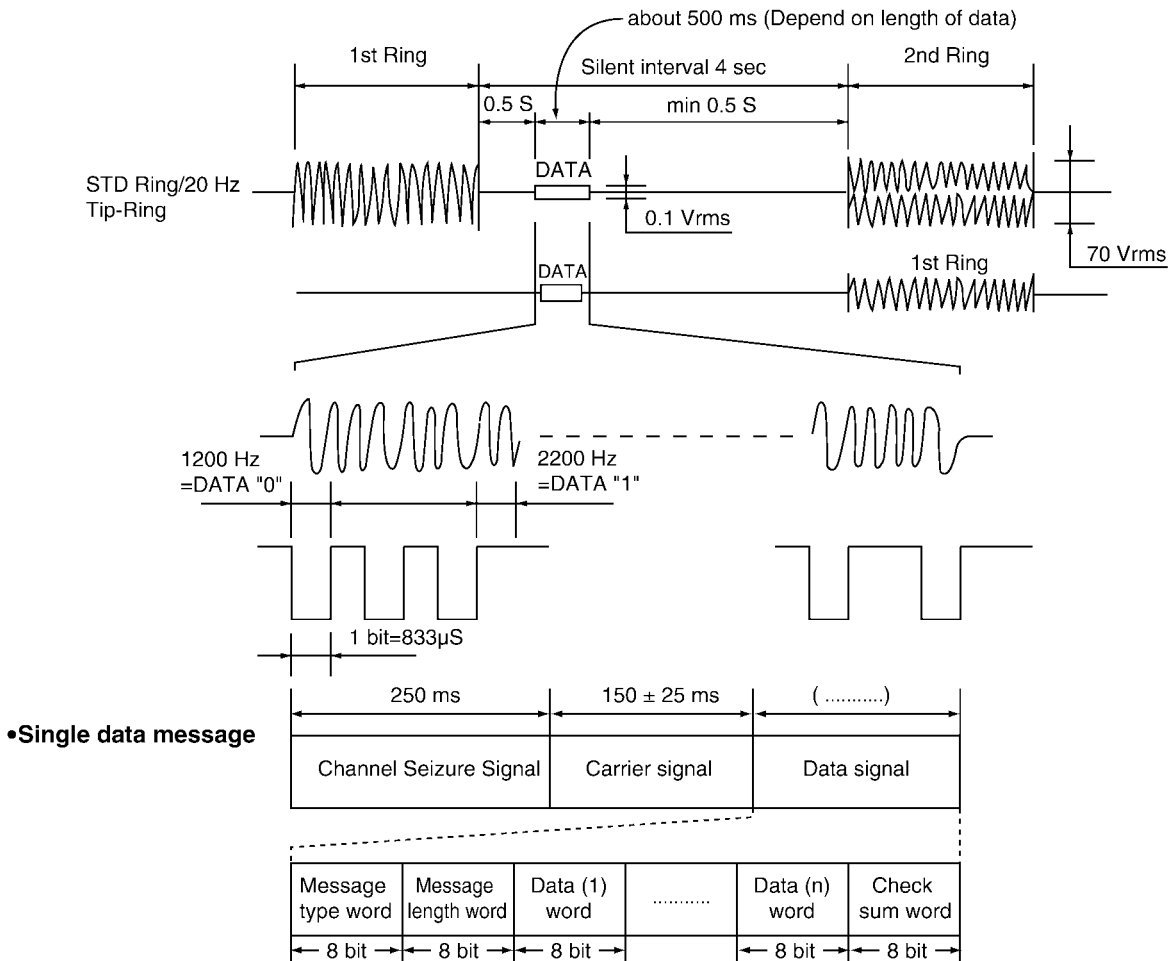 about 500 ms (Depend on length of data)
1st Ring
Silent interval 4 sec
2nd Ring
0.5 S
min 0.5 S
STD Ring/20 Hz
Tip-Ring
DATA
0.1 Vrms
70 Vrms
DATA
1st Ring
1200 Hz
=DATA "0"
2200 Hz
=DATA "1"
1 bit=833µS
250 ms
150 ± 25 ms
( ...........)
•Single data message
Channel Seizure Signal
Carrier signal
Data signal
Message
type word
Message
length word
Data (1)
word
...........
Data (n)
word
Check
sum word
8 bit
8 bit
8 bit
8 bit
8 bit